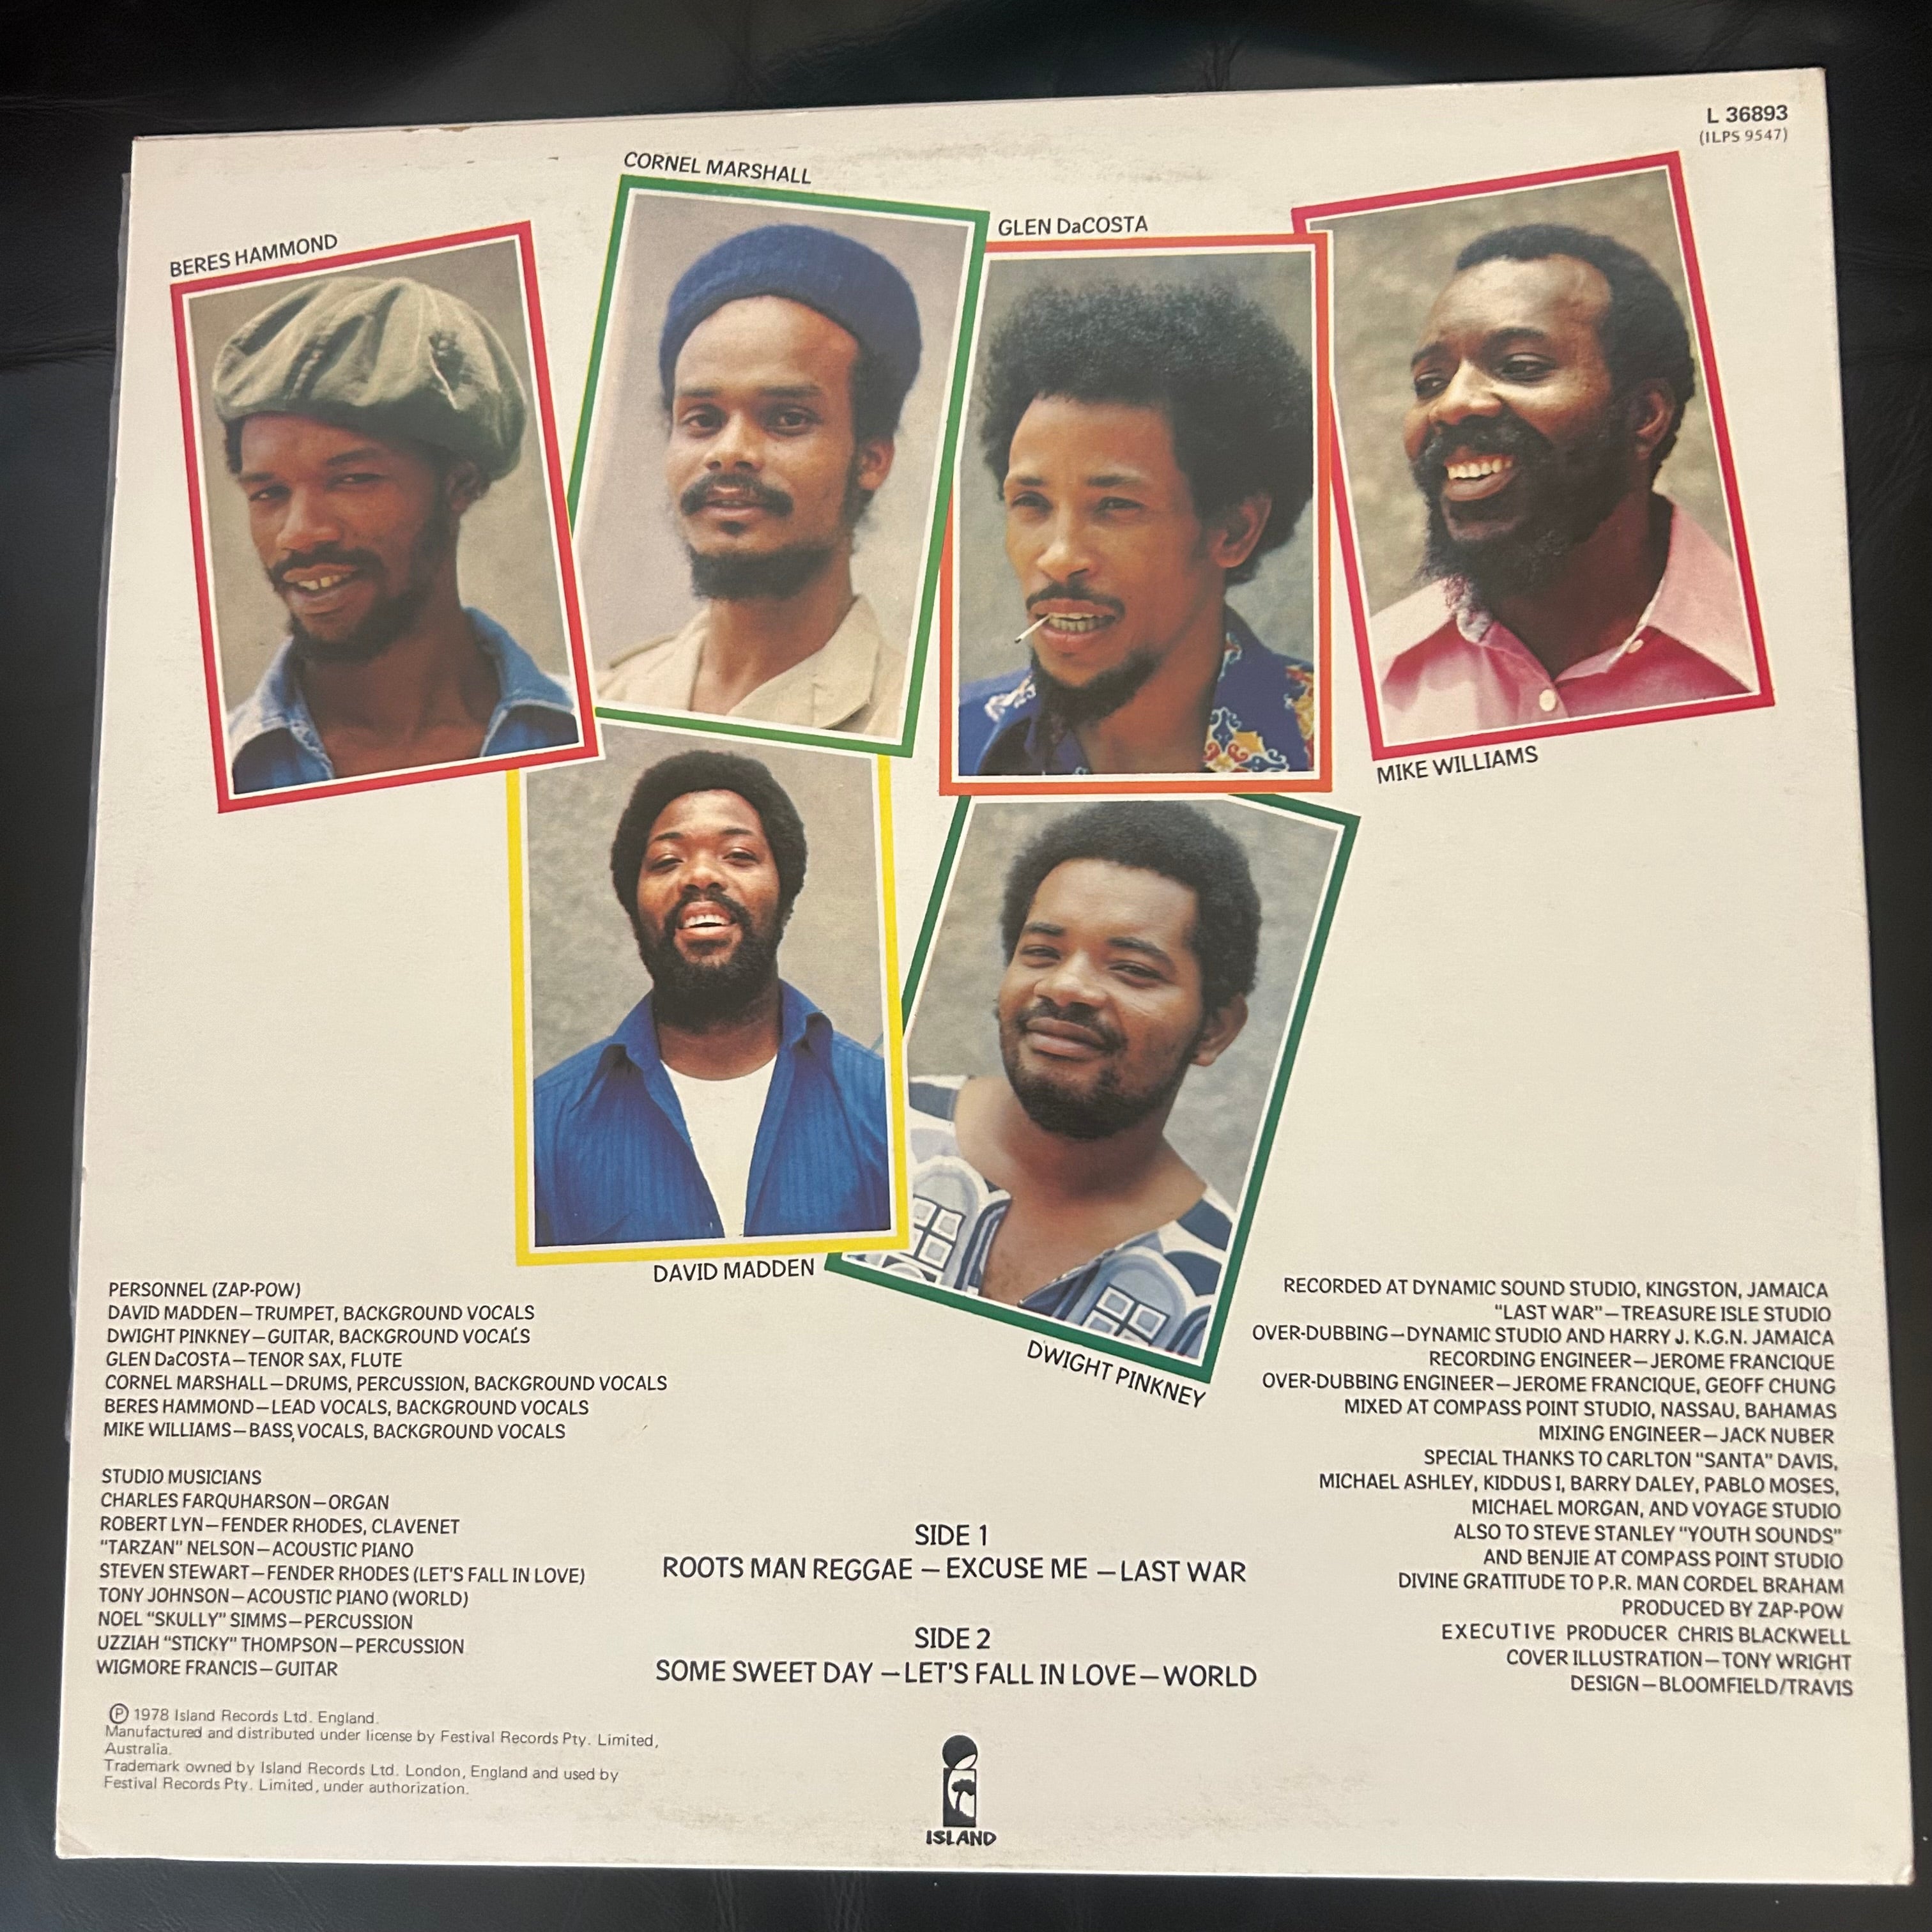 L 36893
(ILPS 9547)
CORNEL MARSHALL
GLEN DaCOSTA
BERES HAMMOND
MIKE WILLIAMS
DAVID MADDEN
DWIGHT PINKNEY
PERSONNEL (ZAP-POW)
DAVID MADDEN—TRUMPET, BACKGROUND VOCALS
DWIGHT PINKNEY—GUITAR, BACKGROUND VOCALS
GLEN DaCOSTA—TENOR SAX, FLUTE
CORNEL MARSHALL—DRUMS, PERCUSSION, BACKGROUND VOCALS
BERES HAMMOND—LEAD VOCALS, BACKGROUND VOCALS
MIKE WILLIAMS—BASS, VOCALS, BACKGROUND VOCALS
STUDIO MUSICIANS
CHARLES FARQUHARSON—ORGAN
ROBERT LYN—FENDER RHODES, CLAVENET
"TARZAN" NELSON—ACOUSTIC PIANO
STEVEN STEWART—FENDER RHODES (LET'S FALL IN LOVE)
TONY JOHNSON—ACOUSTIC PIANO (WORLD)
NOEL "SKULLY" SIMMS—PERCUSSION
UZZIAH "STICKY" THOMPSON—PERCUSSION
WIGMORE FRANCIS—GUITAR
Ⓟ 1978 Island Records Ltd. England.
Manufactured and distributed under license by Festival Records Pty. Limited,
Australia.
Trademark owned by Island Records Ltd. London, England and used by
Festival Records Pty. Limited, under authorization.
SIDE 1
ROOTS MAN REGGAE — EXCUSE ME — LAST WAR
SIDE 2
SOME SWEET DAY — LET'S FALL IN LOVE — WORLD
ISLAND
RECORDED AT DYNAMIC SOUND STUDIO, KINGSTON, JAMAICA
"LAST WAR"—TREASURE ISLE STUDIO
OVER-DUBBING—DYNAMIC STUDIO AND HARRY J. K.G.N. JAMAICA
RECORDING ENGINEER—JEROME FRANCIQUE
OVER-DUBBING ENGINEER—JEROME FRANCIQUE, GEOFF CHUNG
MIXED AT COMPASS POINT STUDIO, NASSAU, BAHAMAS
MIXING ENGINEER—JACK NUBER
SPECIAL THANKS TO CARLTON "SANTA" DAVIS,
MICHAEL ASHLEY, KIDDUS I, BARRY DALEY, PABLO MOSES,
MICHAEL MORGAN, AND VOYAGE STUDIO
ALSO TO STEVE STANLEY "YOUTH SOUNDS"
AND BENJIE AT COMPASS POINT STUDIO
DIVINE GRATITUDE TO P.R. MAN CORDEL BRAHAM
PRODUCED BY ZAP-POW
EXECUTIVE PRODUCER CHRIS BLACKWELL
COVER ILLUSTRATION—TONY WRIGHT
DESIGN—BLOOMFIELD/TRAVIS